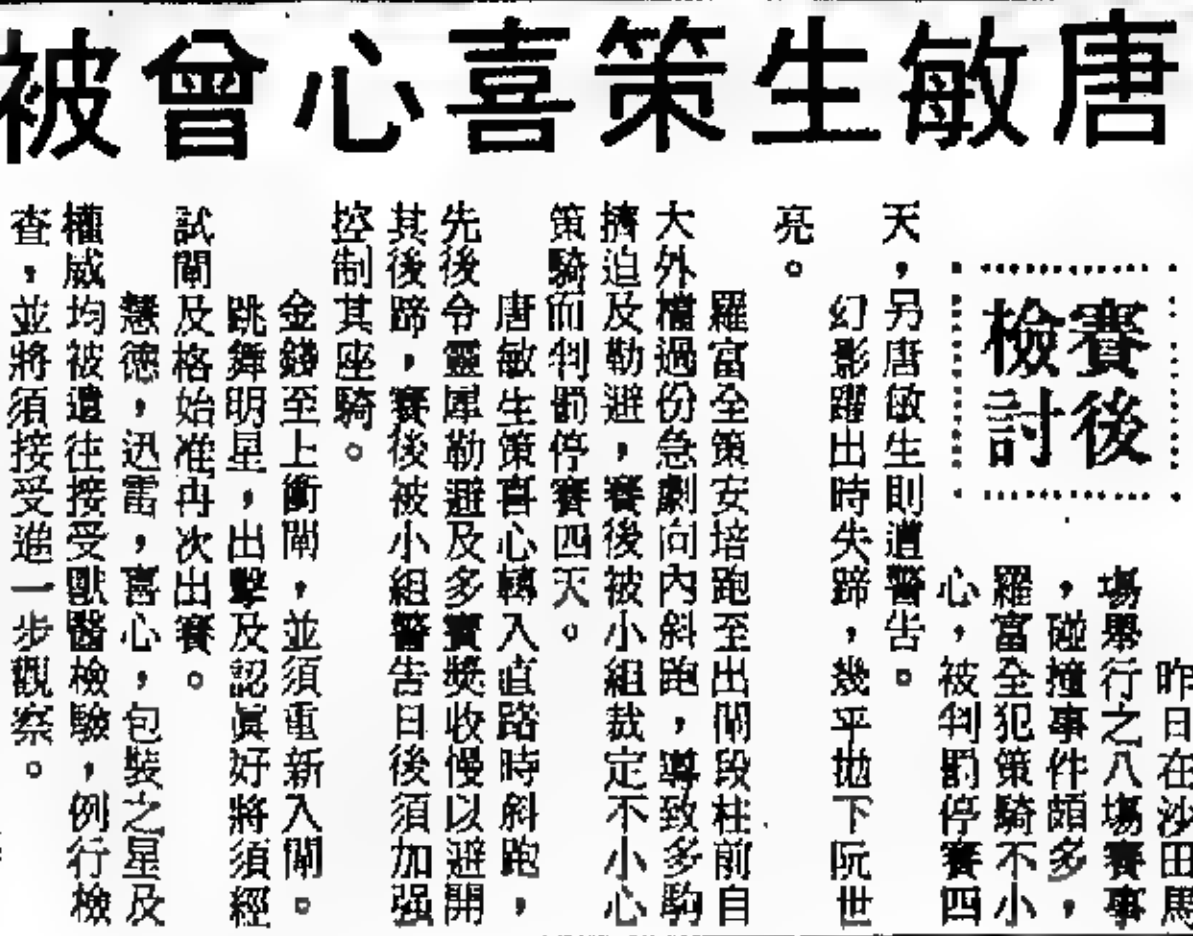 唐敏生策喜心曾被
賽後
檢討
昨日在沙田馬
場舉行之八場賽事
，碰撞事件頗多，
羅富全犯策騎不小
心，被判罰停賽四
天，另唐敏生則遭警告。
幻影躍出時失蹄，幾乎拋下阮世
亮。
羅富全策安培跑至出閘段柱前自
大外檔過份急劇向內斜跑，導致多駒
擠迫及勒避，賽後被小組裁定不小心
策騎而判罰停賽四天。
唐敏生策喜心轉入直路時斜跑，
先後令靈犀勒避及多寶獎收慢以避開
其後蹄，賽後被小組警告日後須加强
控制其座騎。
金錢至上衝閘，並須重新入閘。
跳舞明星，出擊及認眞好將須經
試閘及格始准再次出賽。
慧德，迅雷，喜心，包裝之星及
權威均被遣往接受獸醫檢驗，例行檢
查，並將須接受進一步觀察。